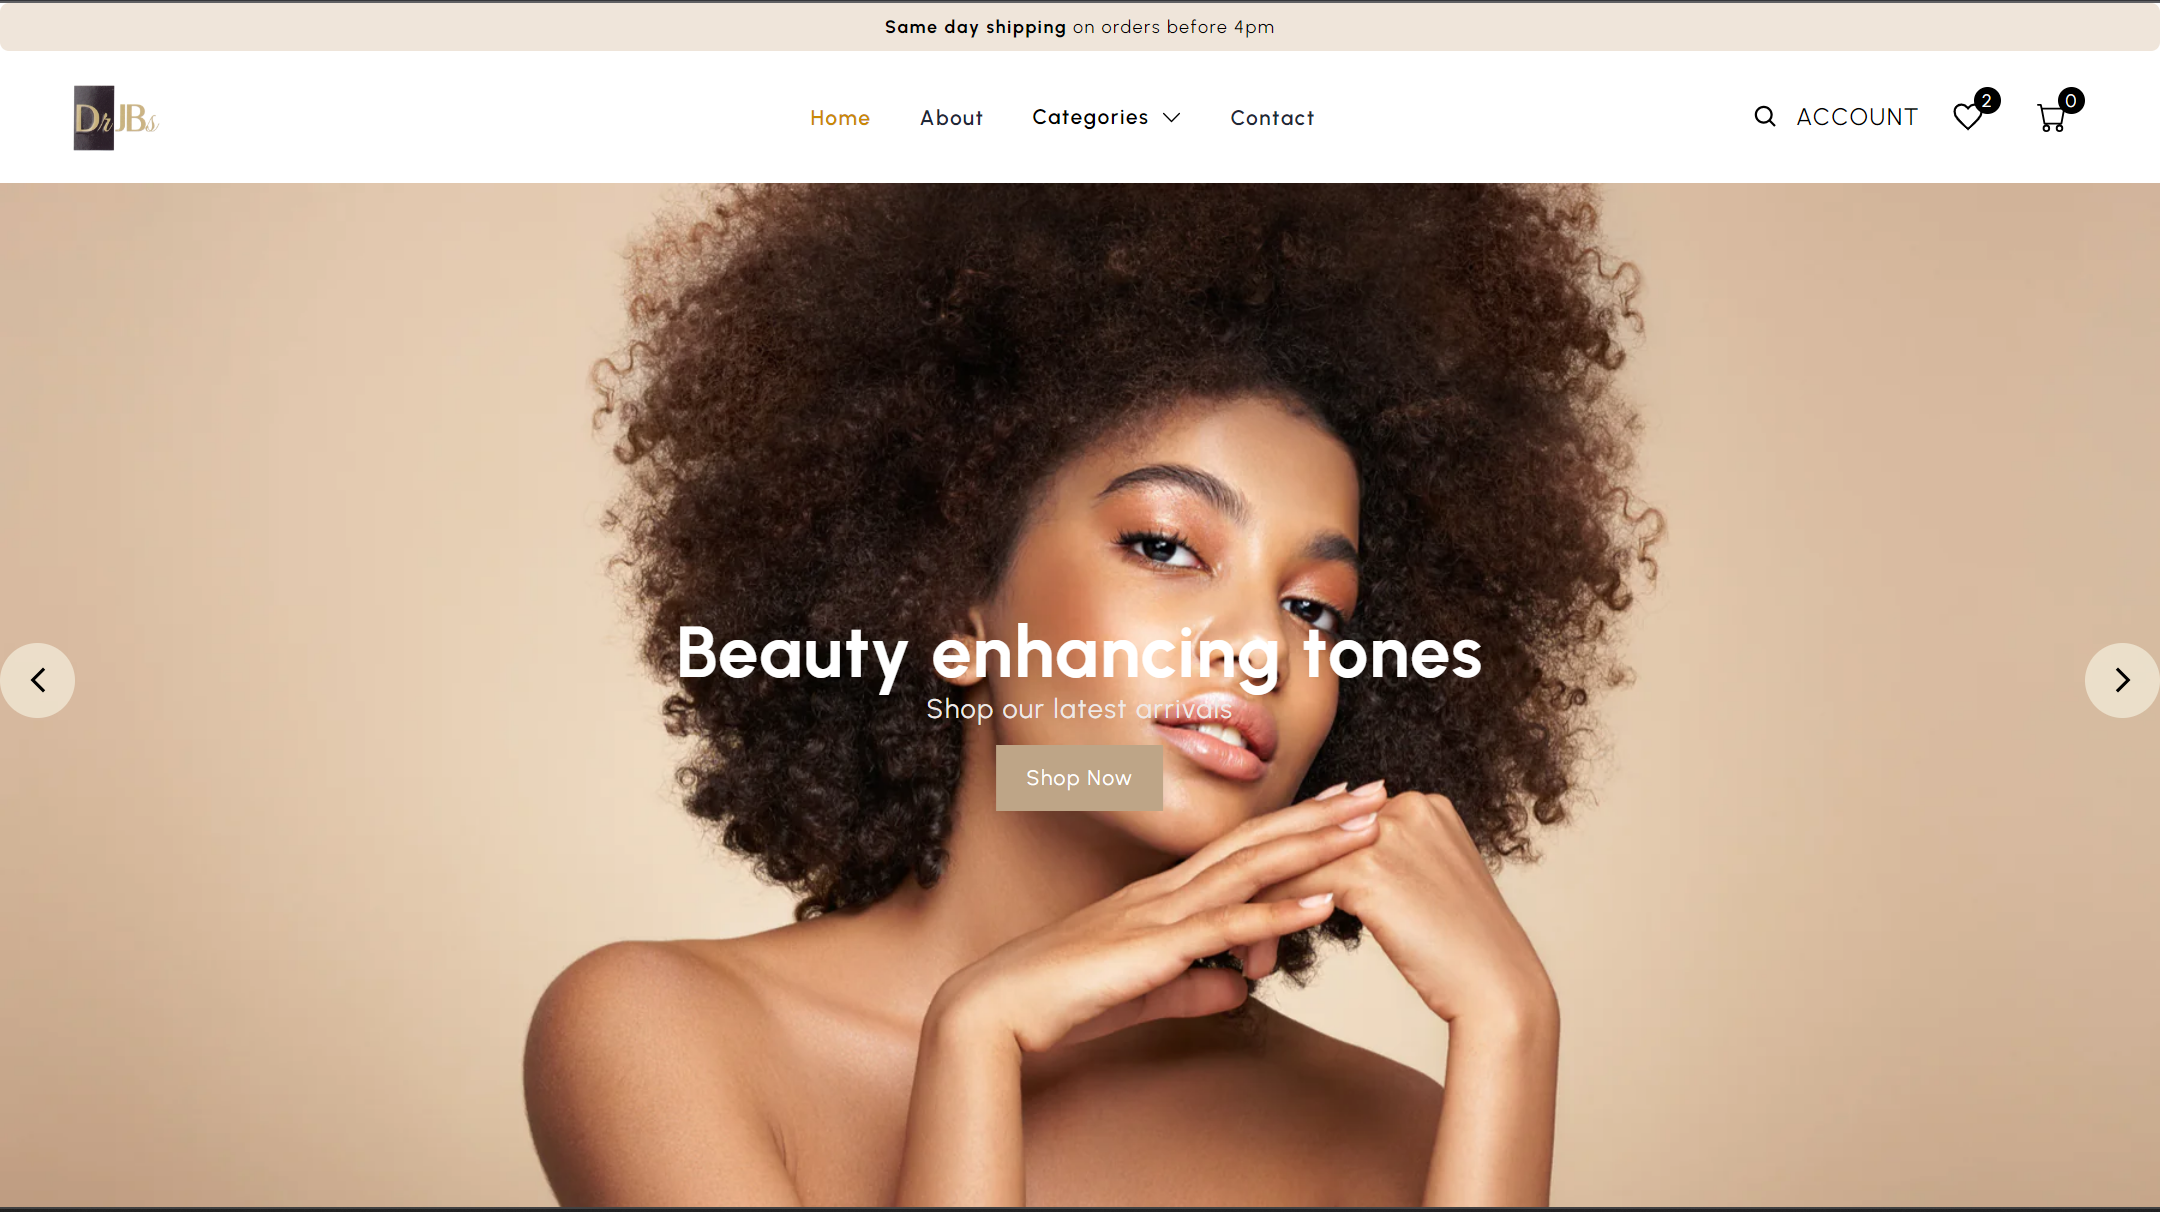 Same day shipping on orders before 4pm
DrJBs
Home About Categories Contact
ACCOUNT 2 0
Beauty enhancing tones
Shop our latest arrivals
Shop Now